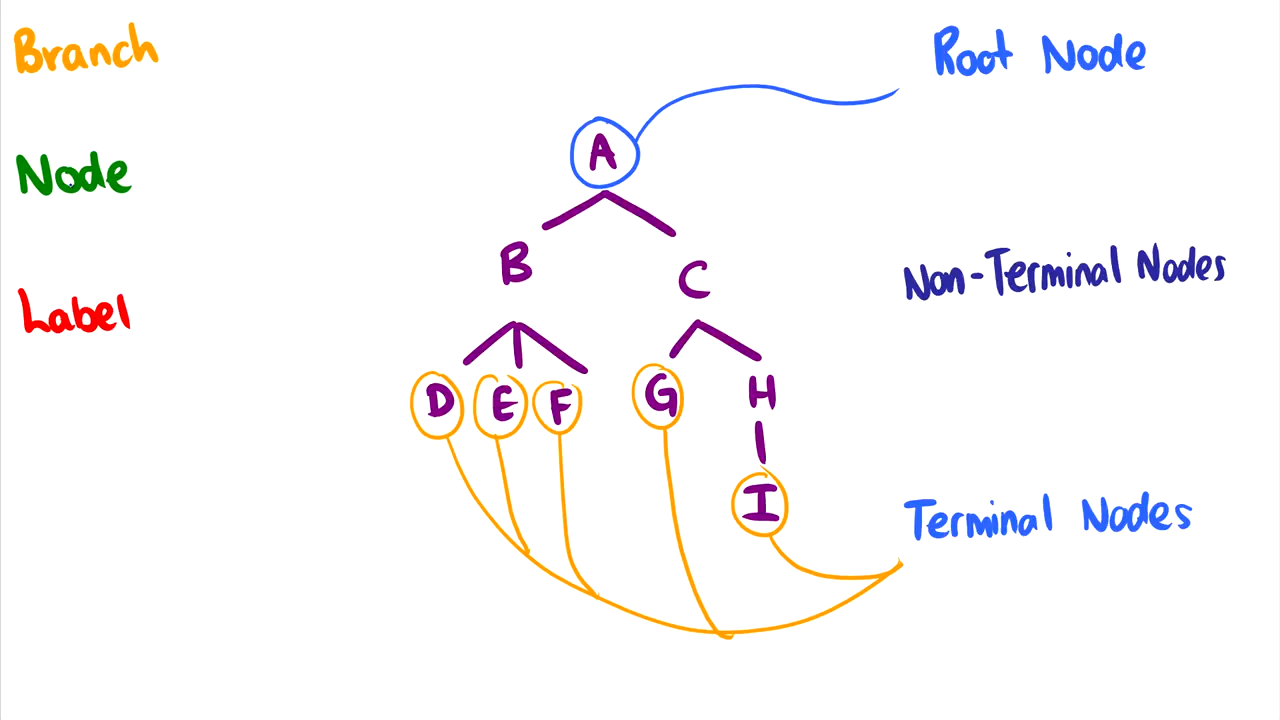 Branch
Root Node
A
Node
B
C
Non-Terminal Nodes
Label
D E F G H
I
Terminal Nodes